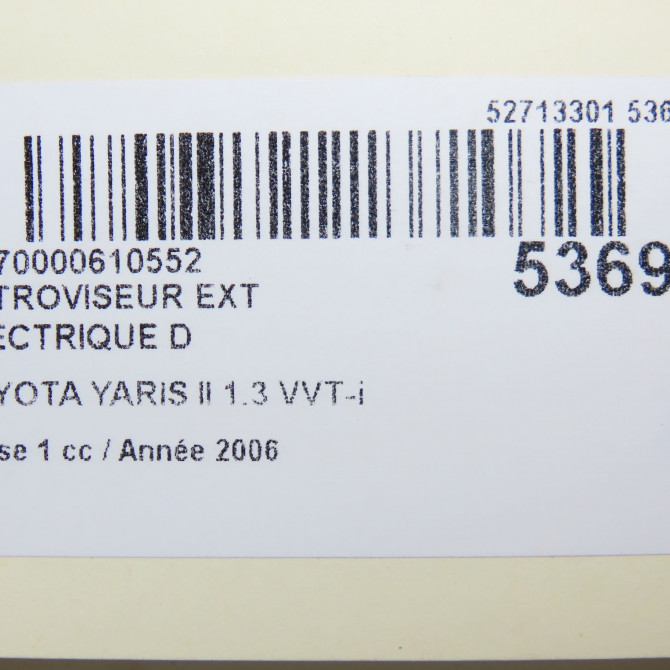 52713301 536
70000610552
5369
TROVISEUR EXT
ECTRIQUE D
YOTA YARIS II 1.3 VVT-i
se 1 cc / Année 2006